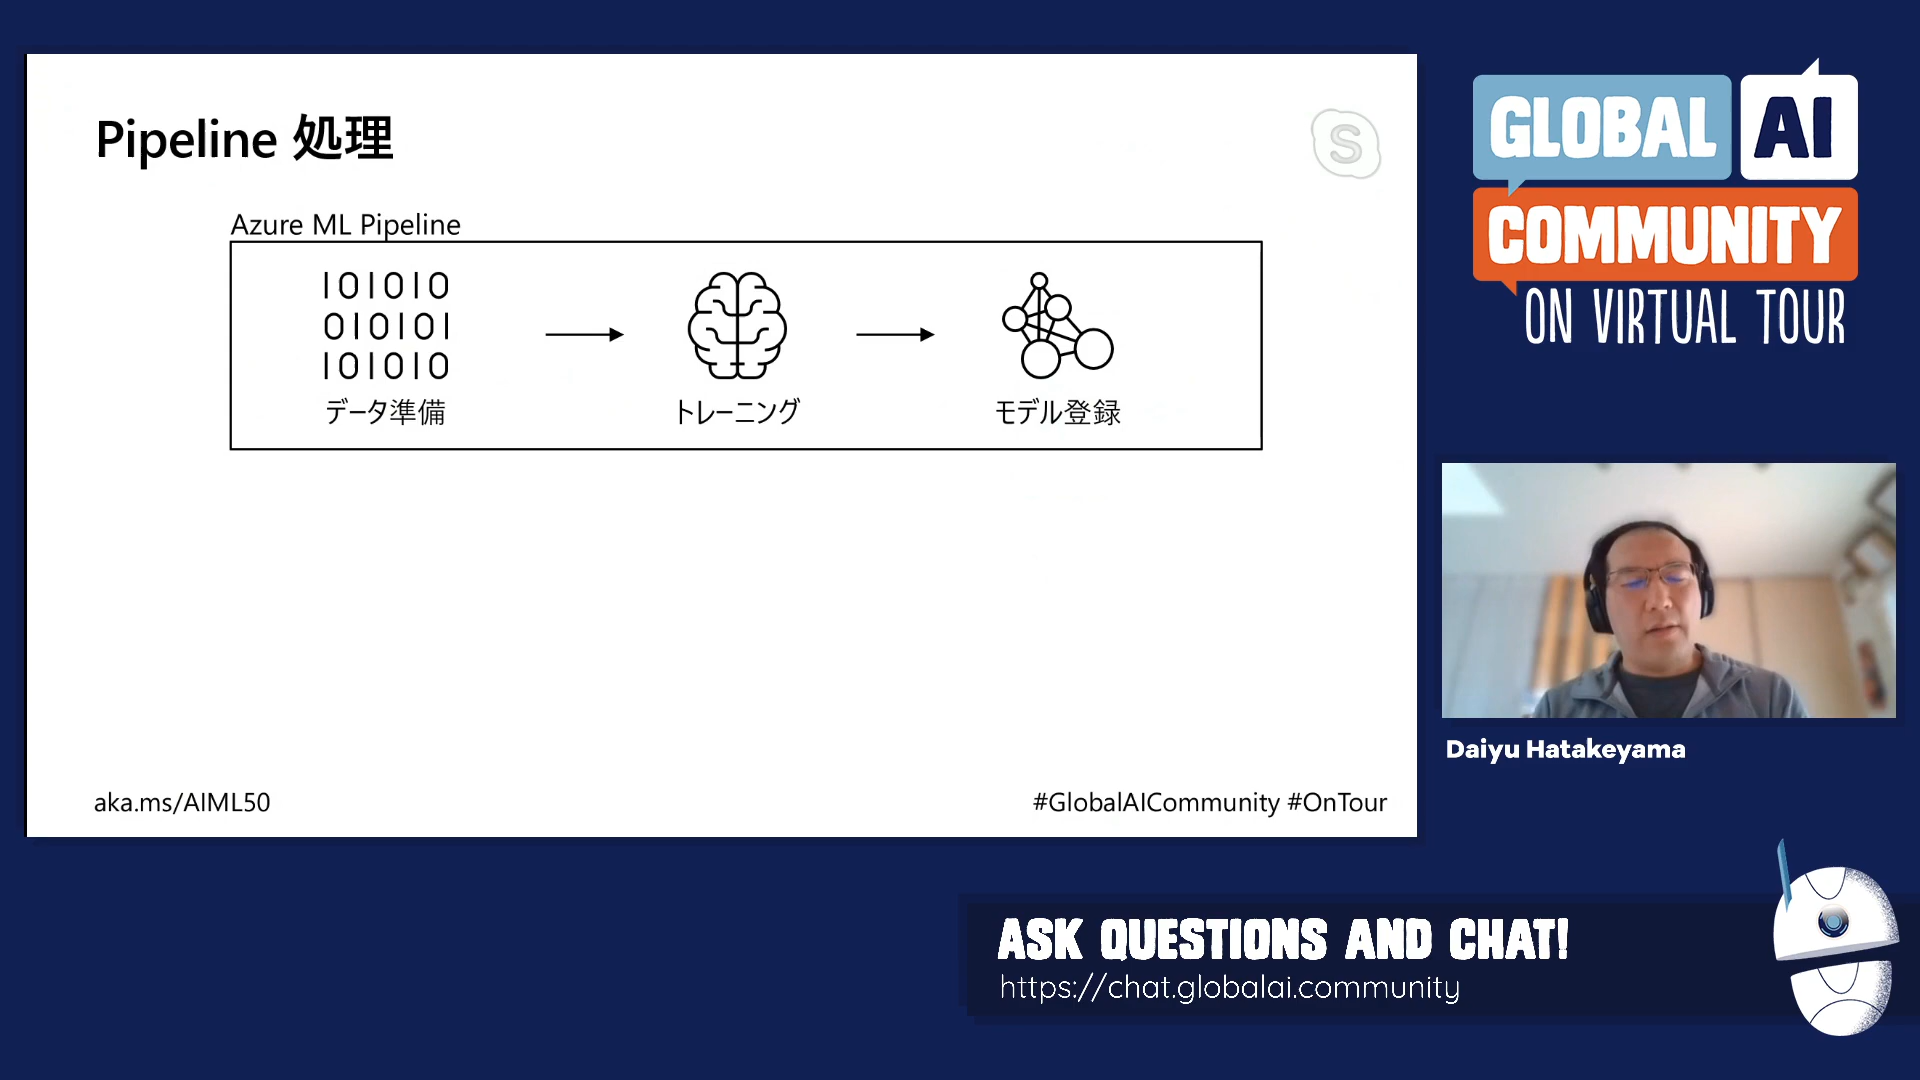 Pipeline 処理
S
Azure ML Pipeline
101010
010101
101010
データ準備
トレーニング
モデル登録
aka.ms/AIML50
#GlobalAICommunity #OnTour
GLOBAL AI
COMMUNITY
ON VIRTUAL TOUR
Daiyu Hatakeyama
ASK QUESTIONS AND CHAT!
https://chat.globalai.community